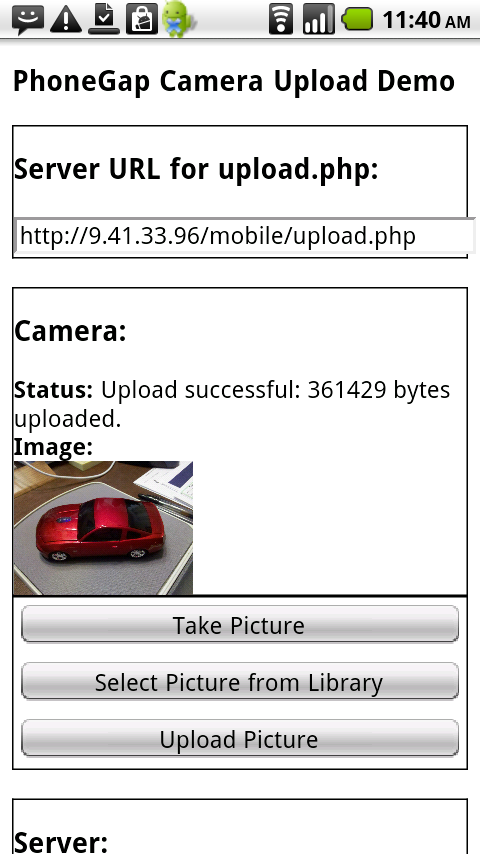 11:40 AM
PhoneGap Camera Upload Demo
Server URL for upload.php:
http://9.41.33.96/mobile/upload.php
Camera:
Status: Upload successful: 361429 bytes
uploaded.
Image:
Take Picture
Select Picture from Library
Upload Picture
Server: